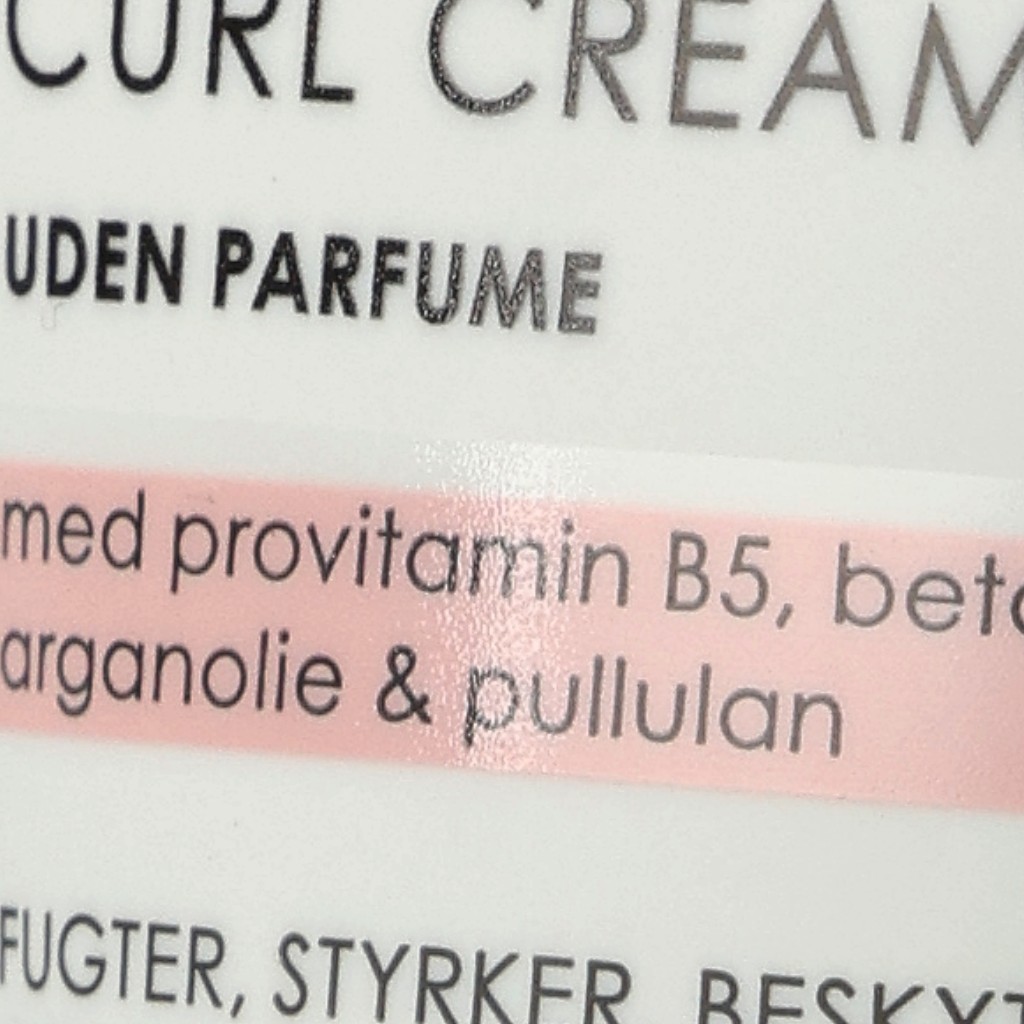 CURL CREAM
UDEN PARFUME
med provitamin B5,
arganolie & pullulan
FUGTER, STYRKER,